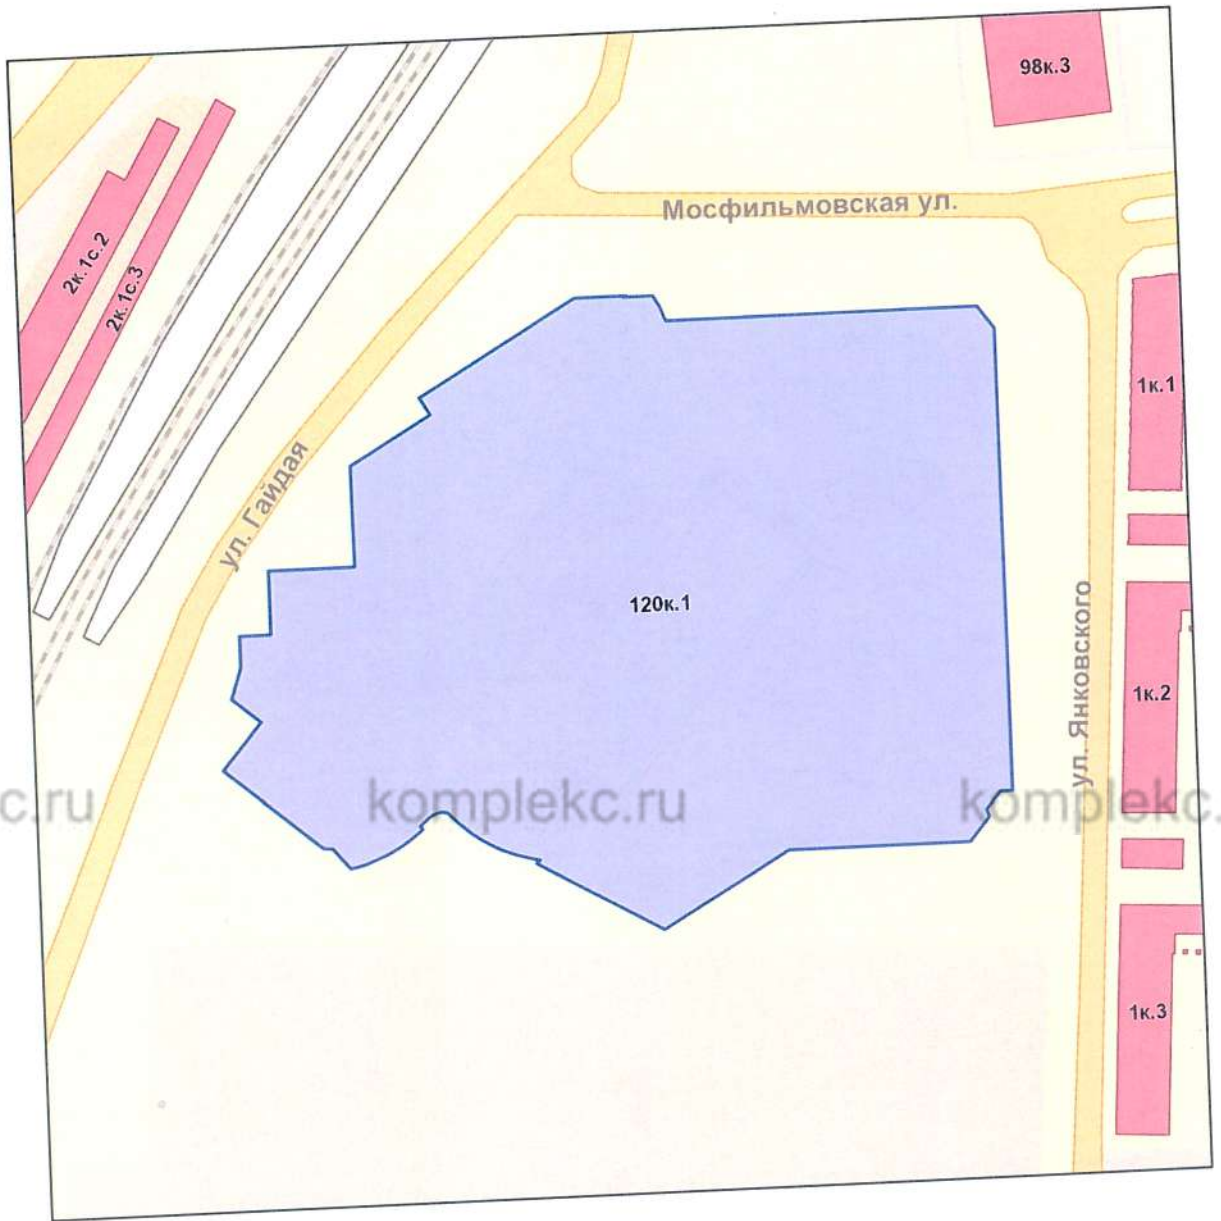 98к.3
Мосфильмовская ул.
2к.1с.2
2к.1с.3
1к.1
ул. Гайдая
120к.1
ул. Янковского
1к.2
c.ru
komplekc.ru
komplekc.
1к.3